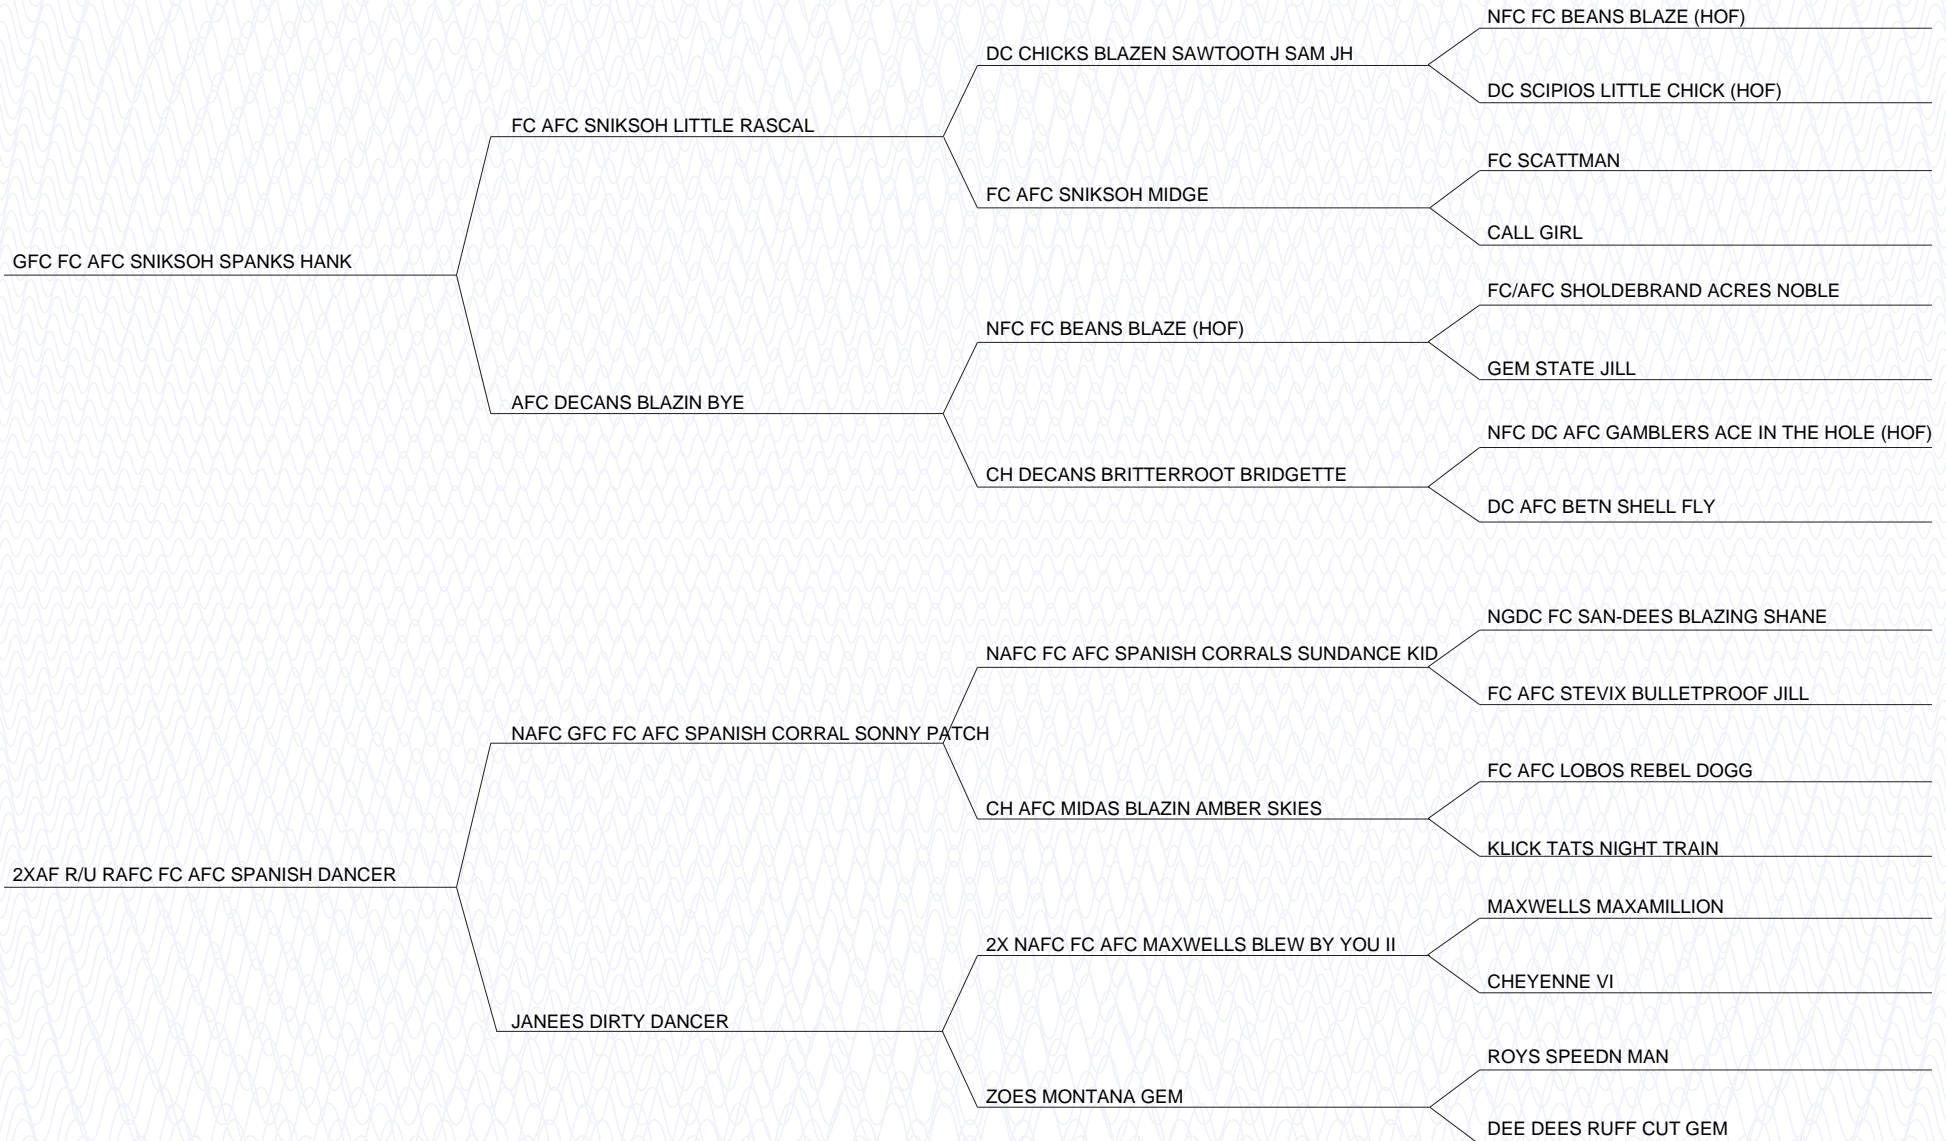 NFC FC BEANS BLAZE (HOF)
DC CHICKS BLAZEN SAWTOOTH SAM JH
DC SCIPIOS LITTLE CHICK (HOF)
FC AFC SNIKSOH LITTLE RASCAL
FC SCATTMAN
FC AFC SNIKSOH MIDGE
CALL GIRL
GFC FC AFC SNIKSOH SPANKS HANK
FC/AFC SHOLDEBRAND ACRES NOBLE
NFC FC BEANS BLAZE (HOF)
GEM STATE JILL
AFC DECANS BLAZIN BYE
NFC DC AFC GAMBLERS ACE IN THE HOLE (HOF)
CH DECANS BRITTERROOT BRIDGETTE
DC AFC BETN SHELL FLY
NGDC FC SAN-DEES BLAZING SHANE
NAFC FC AFC SPANISH CORRALS SUNDANCE KID
FC AFC STEVIX BULLETPROOF JILL
NAFC GFC FC AFC SPANISH CORRAL SONNY PATCH
FC AFC LOBOS REBEL DOGG
CH AFC MIDAS BLAZIN AMBER SKIES
KLICK TATS NIGHT TRAIN
2XAF R/U RAFC FC AFC SPANISH DANCER
MAXWELLS MAXAMILLION
2X NAFC FC AFC MAXWELLS BLEW BY YOU II
CHEYENNE VI
JANEES DIRTY DANCER
ROYS SPEEDN MAN
ZOES MONTANA GEM
DEE DEES RUFF CUT GEM